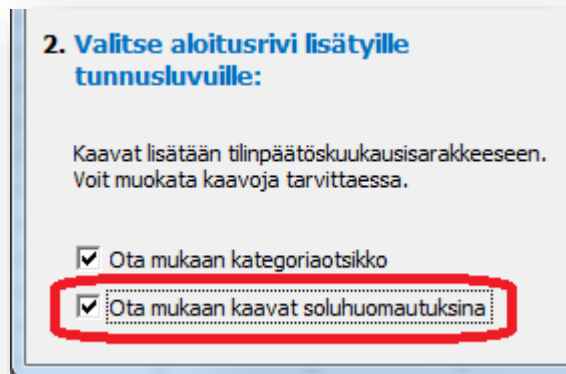 2. Valitse aloitusrivi lisätyille
tunnusluvuille:
Kaavat lisätään tilinpäätöskuukausisarakkeeseen.
Voit muokata kaavoja tarvittaessa.
Ota mukaan kategoriaotsikko
Ota mukaan kaavat soluhuomautuksina